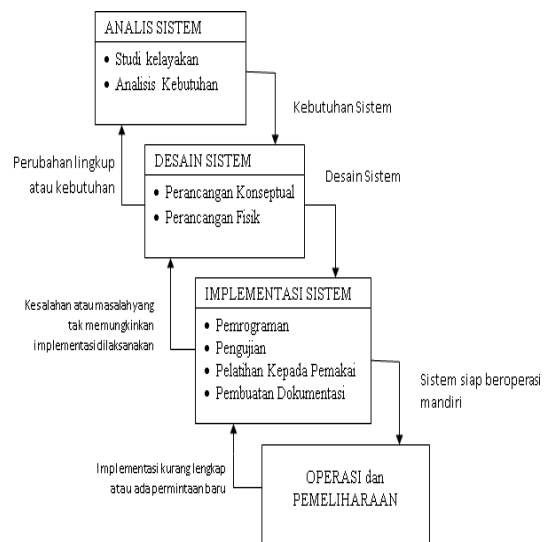 ANALIS SISTEM
• Studi kelayakan
• Analisis Kebutuhan
Kebutuhan Sistem
Perubahan lingkup
atau kebutuhan
DESAIN SISTEM
• Perancangan Konseptual
• Perancangan Fisik
Desain Sistem
Kesalahan atau masalah yang
tak memungkinkan
implementasi dilaksanakan
IMPLEMENTASI SISTEM
• Pemrograman
• Pengujian
• Pelatihan Kepada Pemakai
• Pembuatan Dokumentasi
Sistem siap beroperasi
mandiri
Implementasi kurang lengkap
atau ada permintaan baru
OPERASI dan
PEMELIHARAAN